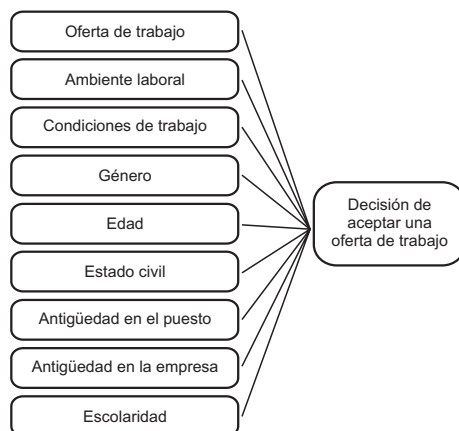 Oferta de trabajo
Ambiente laboral
Condiciones de trabajo
Género
Edad
Estado civil
Antigüedad en el puesto
Antigüedad en la empresa
Escolaridad
Decisión de
aceptar una
oferta de trabajo